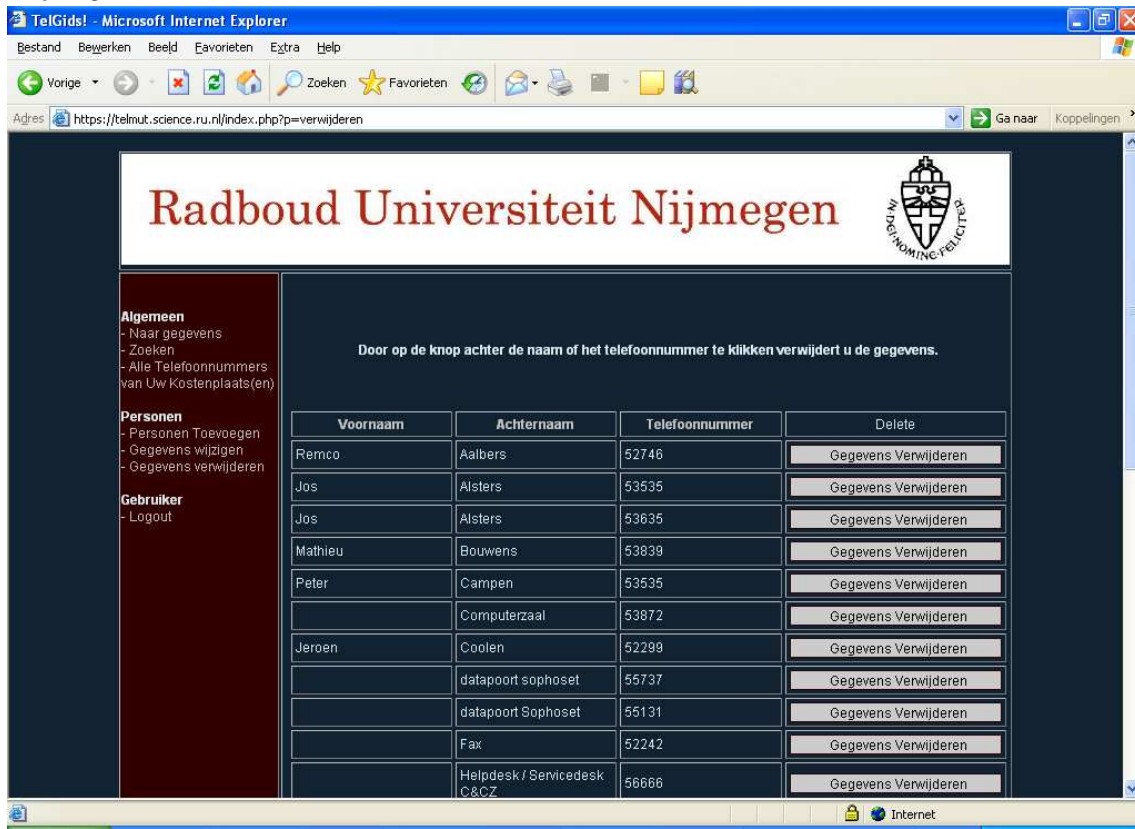 TelGids! - Microsoft Internet Explorer
Bestand Bewerken Beeld Favorieten Extra Help
Vorige Zoeken Favorieten
Adres https://telmut.science.ru.nl/index.php?p=verwijderen Ga naar Koppelingen
Radboud Universiteit Nijmegen
IN·DEI·NOMINE·FELICITER
Algemeen
- Naar gegevens
- Zoeken
- Alle Telefoonnummers
van Uw Kostenplaats(en)
Personen
- Personen Toevoegen
- Gegevens wijzigen
- Gegevens verwijderen
Gebruiker
- Logout
Door op de knop achter de naam of het telefoonnummer te klikken verwijdert u de gegevens.
Voornaam Achternaam Telefoonnummer Delete
Remco Aalbers 52746 Gegevens Verwijderen
Jos Alsters 53535 Gegevens Verwijderen
Jos Alsters 53635 Gegevens Verwijderen
Mathieu Bouwens 53839 Gegevens Verwijderen
Peter Campen 53535 Gegevens Verwijderen
Computerzaal 53872 Gegevens Verwijderen
Jeroen Coolen 52299 Gegevens Verwijderen
datapoort sophoset 55737 Gegevens Verwijderen
datapoort Sophoset 55131 Gegevens Verwijderen
Fax 52242 Gegevens Verwijderen
Helpdesk / Servicedesk
C&CZ 56666 Gegevens Verwijderen
Internet